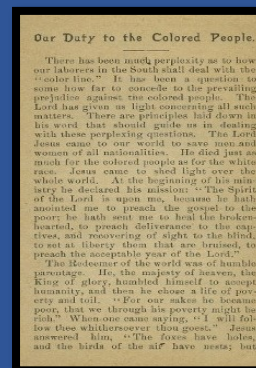 Our Duty to the Colored People.
There has been much perplexity as to how
our laborers in the South shall deal with the
"color line." It has been a question to
some how far to concede to the prevailing
prejudice against the colored people. The
Lord has given us light concerning all such
matters. There are principles laid down in
his word that should guide us in dealing
with these perplexing questions. The Lord
Jesus came to our world to save men and
women of all nationalities. He died just as
much for the colored people as for the white
race. Jesus came to shed light over the
whole world. At the beginning of his min-
istry he declared his mission: "The Spirit
of the Lord is upon me, because he hath
anointed me to preach the gospel to the
poor; he hath sent me to heal the broken-
hearted, to preach deliverance to the cap-
tives, and recovering of sight to the blind,
to set at liberty them that are bruised, to
preach the acceptable year of the Lord."
The Redeemer of the world was of humble
parentage. He, the majesty of heaven, the
King of glory, humbled himself to accept
humanity, and then he chose a life of pov-
erty and toil. "For our sakes he became
poor, that we through his poverty might be
rich." When one came saying, "I will fol-
low thee whithersoever thou goest." Jesus
answered him, "The foxes have holes,
and the birds of the air have nests; but